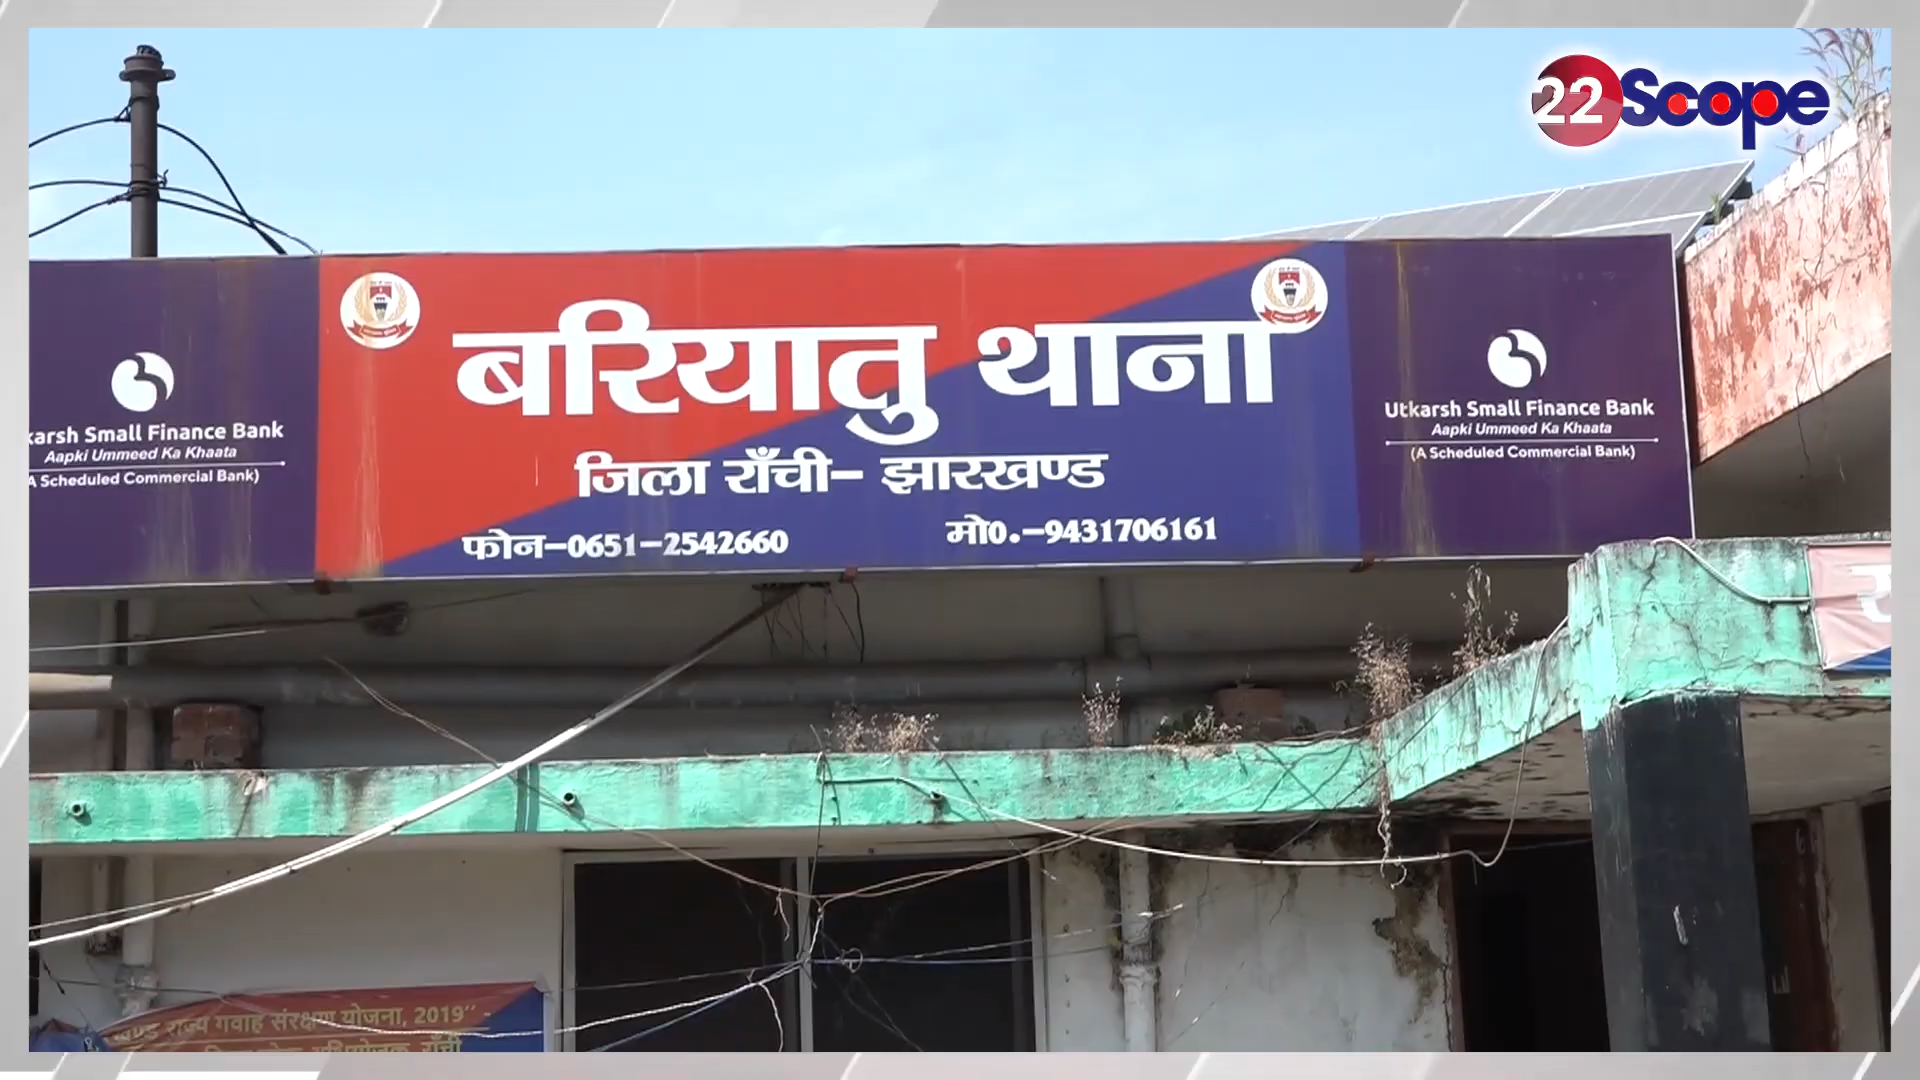 22Scope
बरियातु थाना
जिला राँची- झारखण्ड
फोन-0651-2542660
मो0.-9431706161
karsh Small Finance Bank
Aapki Ummeed Ka Khaata
A Scheduled Commercial Bank)
Utkarsh Small Finance Bank
Aapki Ummeed Ka Khaata
(A Scheduled Commercial Bank)
राज्य गवाह संरक्षण योजना, 2019" -
राँची